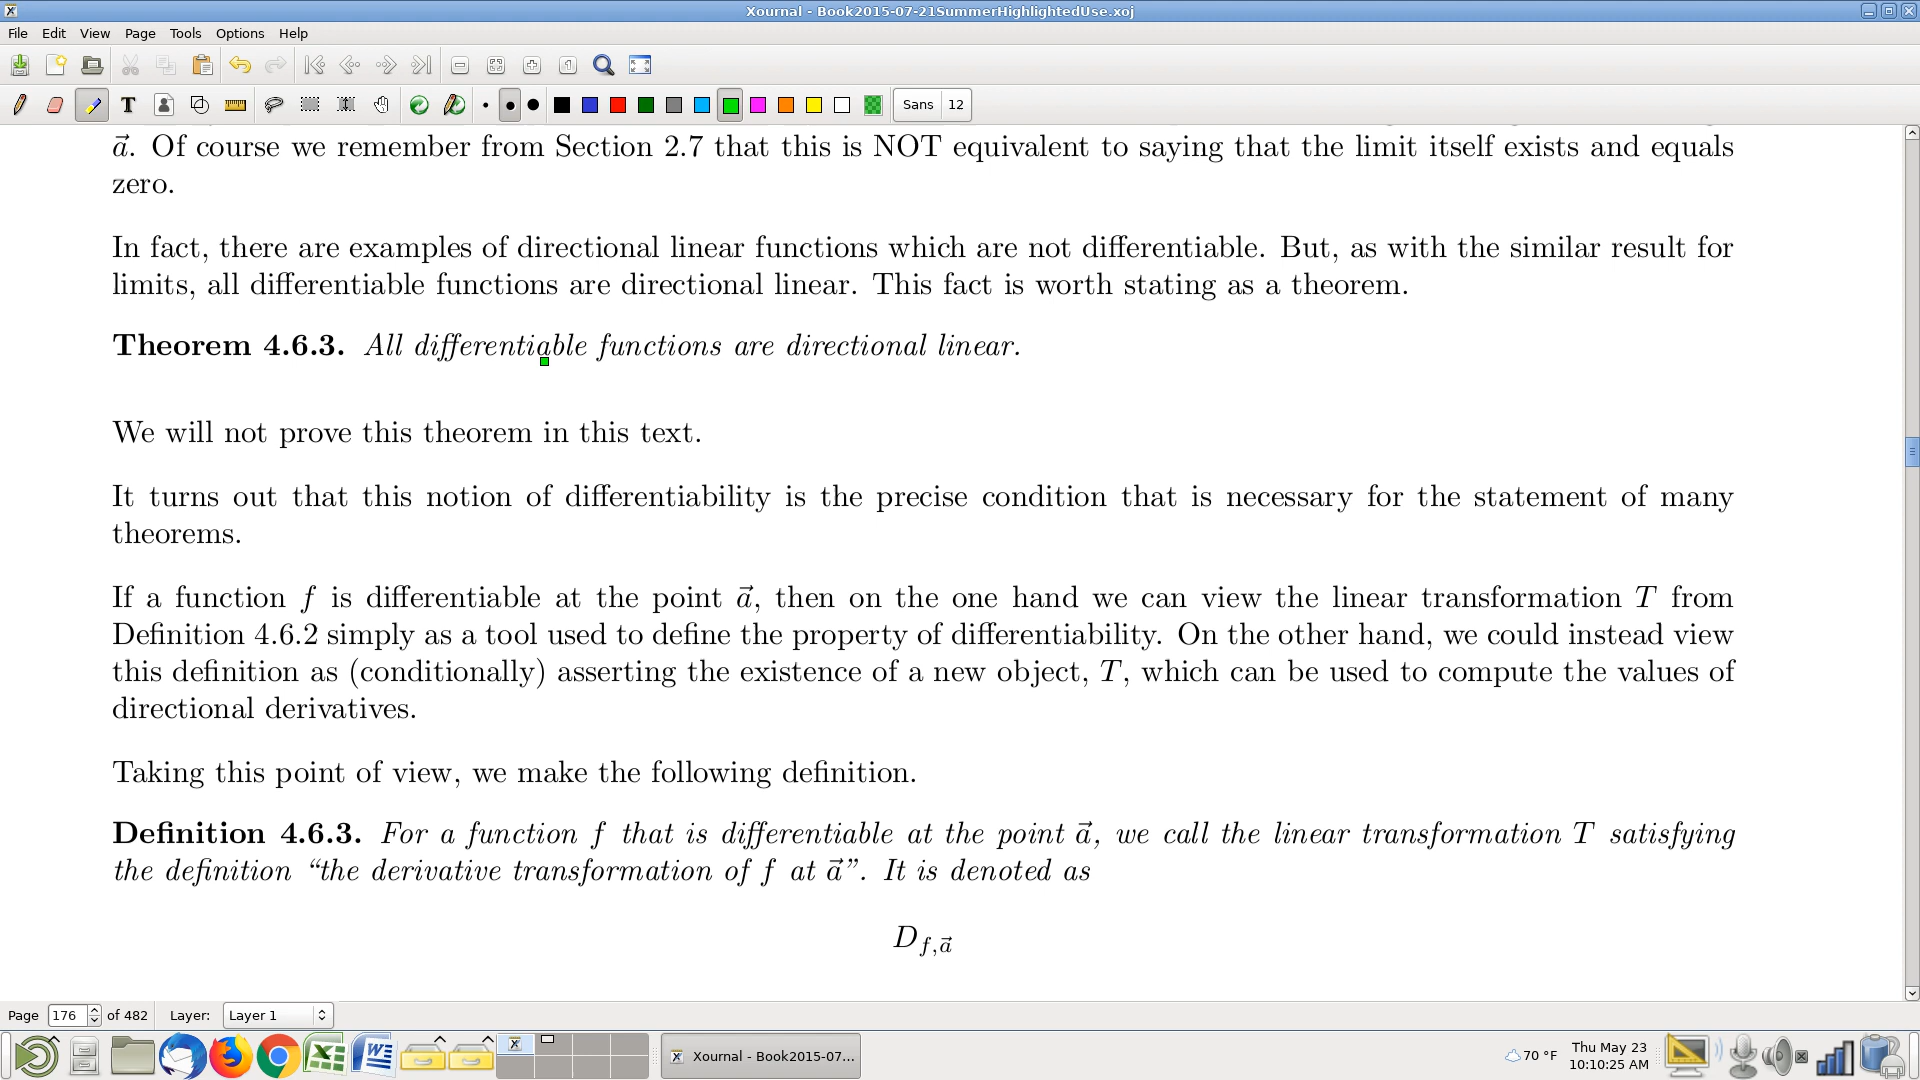 Xournal - Book2015-07-21SummerHighlightedUse.xoj
File Edit View Page Tools Options Help
Sans 12
a⃗. Of course we remember from Section 2.7 that this is NOT equivalent to saying that the limit itself exists and equals
zero.
In fact, there are examples of directional linear functions which are not differentiable. But, as with the similar result for
limits, all differentiable functions are directional linear. This fact is worth stating as a theorem.
Theorem 4.6.3. All differentiable functions are directional linear.
We will not prove this theorem in this text.
It turns out that this notion of differentiability is the precise condition that is necessary for the statement of many
theorems.
If a function f is differentiable at the point a⃗, then on the one hand we can view the linear transformation T from
Definition 4.6.2 simply as a tool used to define the property of differentiability. On the other hand, we could instead view
this definition as (conditionally) asserting the existence of a new object, T, which can be used to compute the values of
directional derivatives.
Taking this point of view, we make the following definition.
Definition 4.6.3. For a function f that is differentiable at the point a⃗, we call the linear transformation T satisfying
the definition “the derivative transformation of f at a⃗”. It is denoted as
D_{f,a⃗}
Page 176 of 482 Layer: Layer 1
Xournal - Book2015-07...
70 °F
Thu May 23
10:10:25 AM